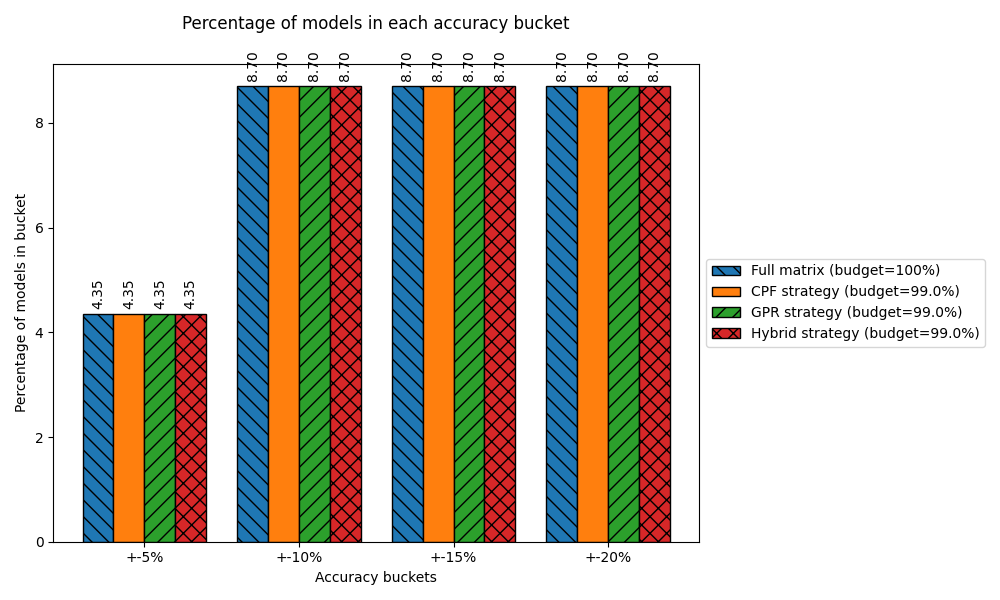 Percentage of models in each accuracy bucket
4.35 4.35 4.35 4.35
8.70 8.70 8.70 8.70
8.70 8.70 8.70 8.70
8.70 8.70 8.70 8.70
Percentage of models in bucket
8
6
4
2
0
+-5% +-10% +-15% +-20%
Accuracy buckets
Full matrix (budget=100%)
CPF strategy (budget=99.0%)
GPR strategy (budget=99.0%)
Hybrid strategy (budget=99.0%)